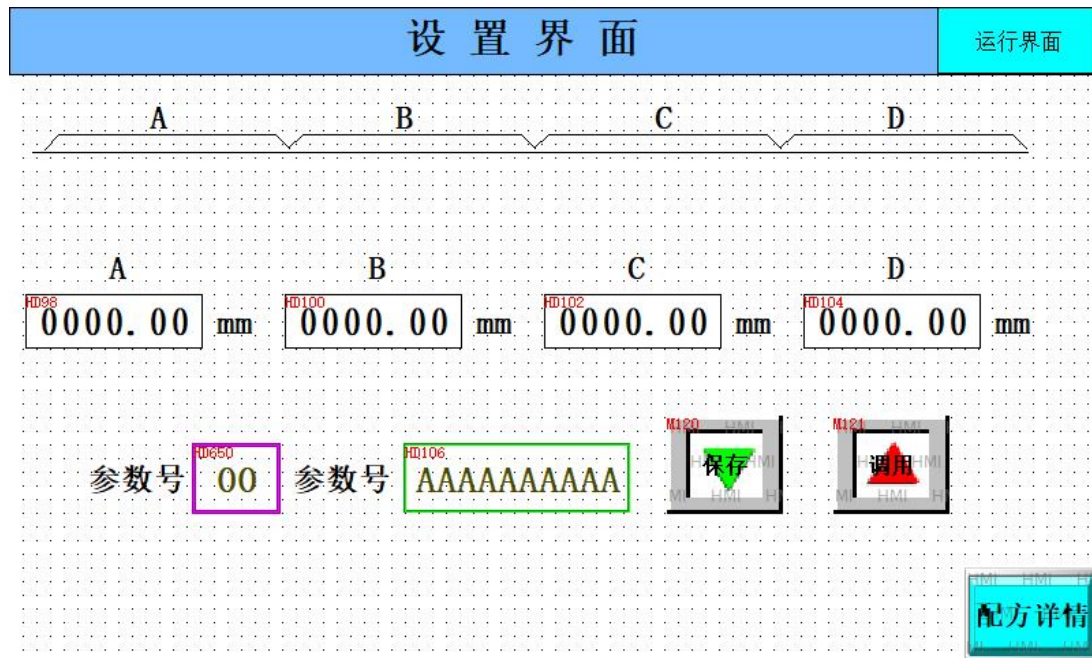 设置界面
运行界面
A B C D
A B C D
HD98 HD100 HD102 HD104
0000.00 mm 0000.00 mm 0000.00 mm 0000.00 mm
HD650 HD106 M120 M121
参数号 00 参数号 AAAAAAAAAA 保存 调用
配方详情